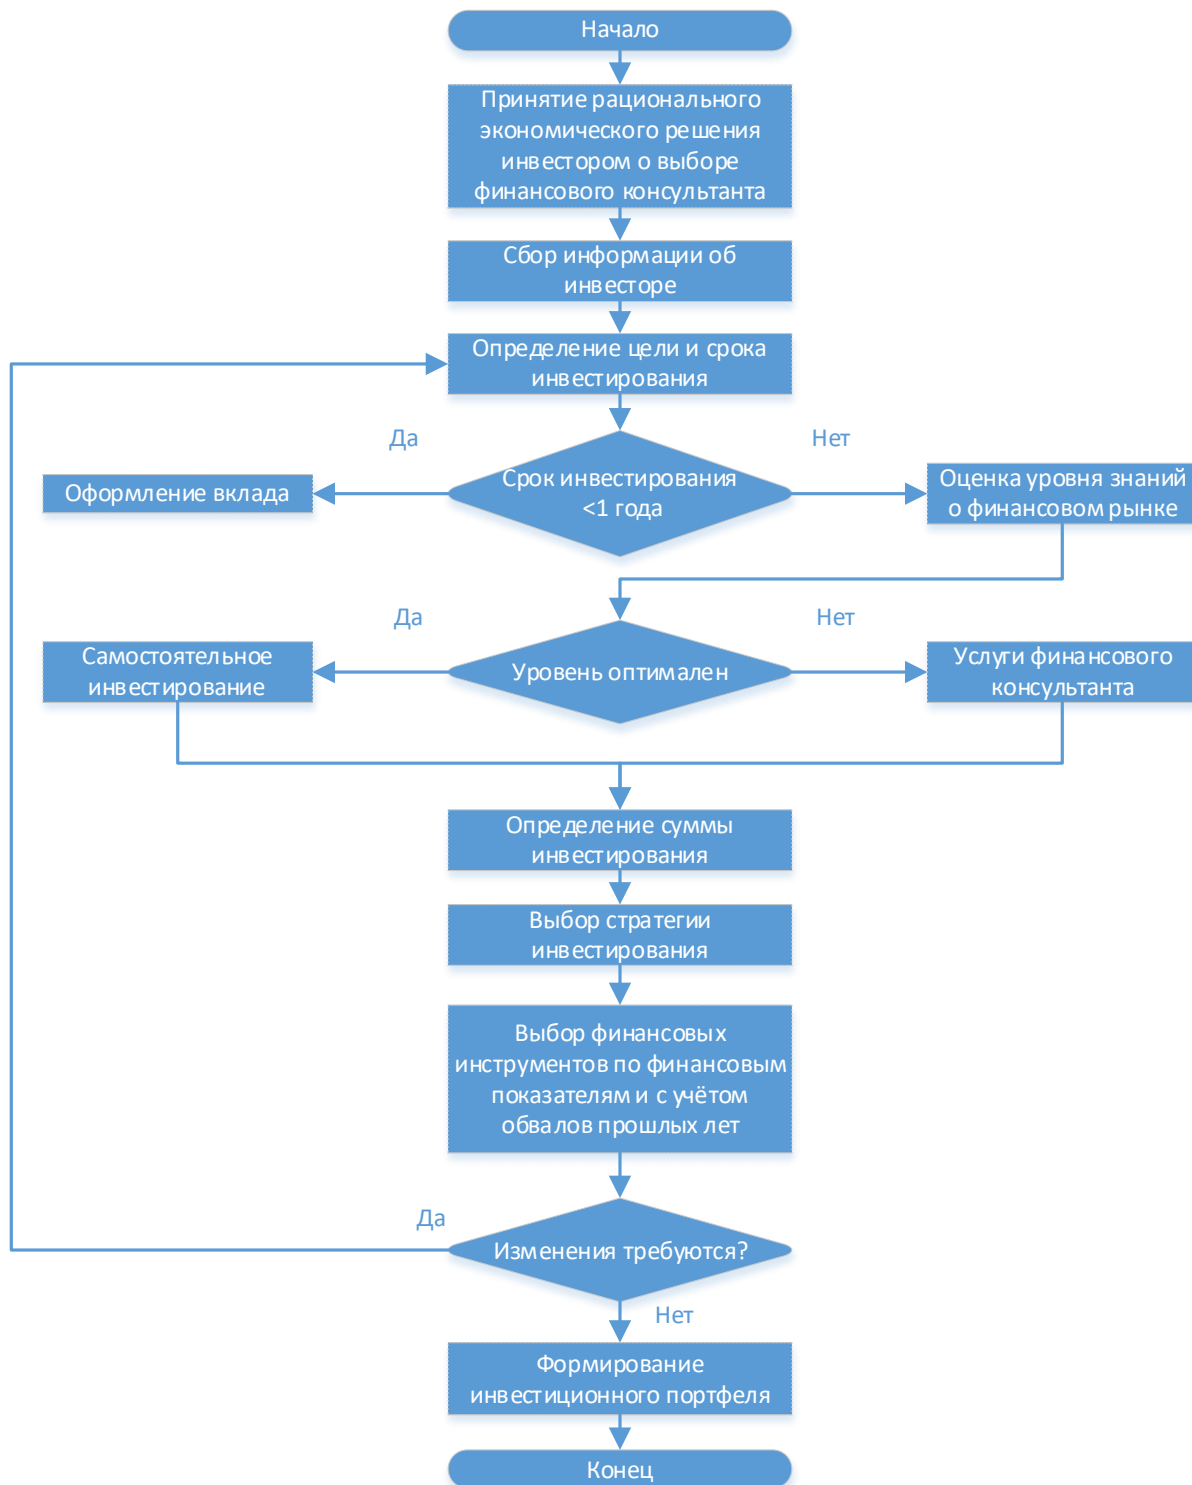 Начало
Принятие рационального
экономического решения
инвестором о выборе
финансового консультанта
Сбор информации об
инвесторе
Определение цели и срока
инвестирования
Да
Нет
Оформление вклада
Срок инвестирования
<1 года
Оценка уровня знаний
о финансовом рынке
Да
Нет
Самостоятельное
инвестирование
Уровень оптимален
Услуги финансового
консультанта
Определение суммы
инвестирования
Выбор стратегии
инвестирования
Выбор финансовых
инструментов по финансовым
показателям и с учётом
обвалов прошлых лет
Да
Изменения требуются?
Нет
Формирование
инвестиционного портфеля
Конец